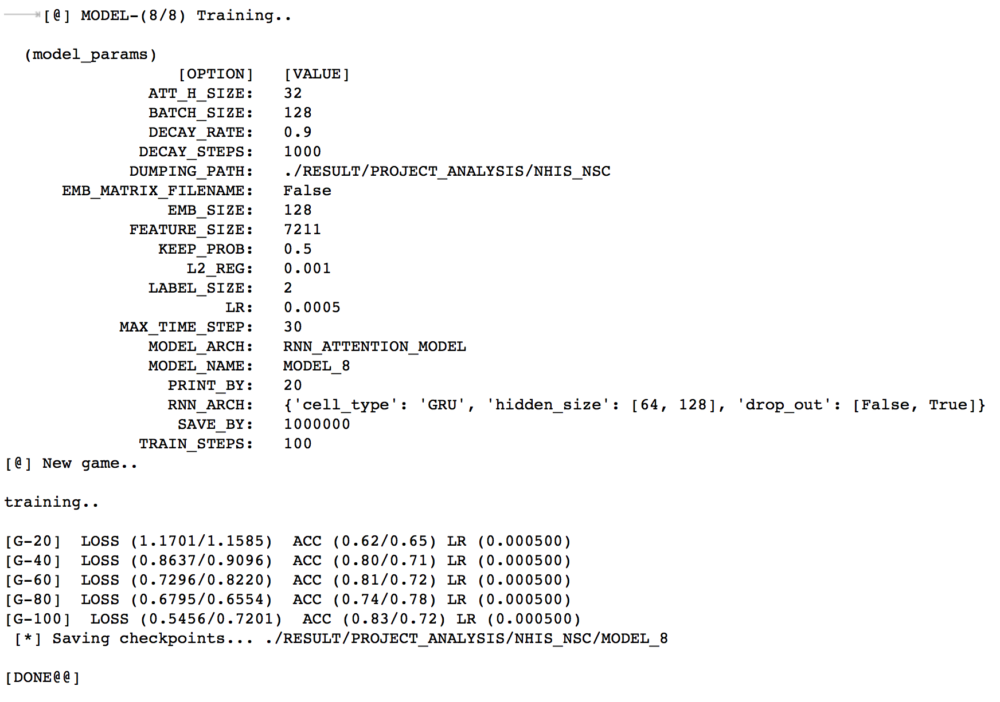 [@] MODEL-(8/8) Training..
(model_params)
[OPTION] [VALUE]
ATT_H_SIZE: 32
BATCH_SIZE: 128
DECAY_RATE: 0.9
DECAY_STEPS: 1000
DUMPING_PATH: ./RESULT/PROJECT_ANALYSIS/NHIS_NSC
EMB_MATRIX_FILENAME: False
EMB_SIZE: 128
FEATURE_SIZE: 7211
KEEP_PROB: 0.5
L2_REG: 0.001
LABEL_SIZE: 2
LR: 0.0005
MAX_TIME_STEP: 30
MODEL_ARCH: RNN_ATTENTION_MODEL
MODEL_NAME: MODEL_8
PRINT_BY: 20
RNN_ARCH: {'cell_type': 'GRU', 'hidden_size': [64, 128], 'drop_out': [False, True]}
SAVE_BY: 1000000
TRAIN_STEPS: 100
[@] New game..
training..
[G-20] LOSS (1.1701/1.1585) ACC (0.62/0.65) LR (0.000500)
[G-40] LOSS (0.8637/0.9096) ACC (0.80/0.71) LR (0.000500)
[G-60] LOSS (0.7296/0.8220) ACC (0.81/0.72) LR (0.000500)
[G-80] LOSS (0.6795/0.6554) ACC (0.74/0.78) LR (0.000500)
[G-100] LOSS (0.5456/0.7201) ACC (0.83/0.72) LR (0.000500)
[*] Saving checkpoints... ./RESULT/PROJECT_ANALYSIS/NHIS_NSC/MODEL_8
[DONE@@]